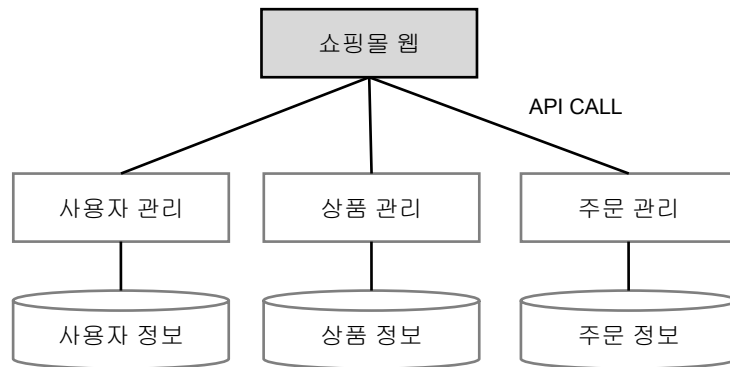 쇼핑몰 웹
API CALL
사용자 관리
상품 관리
주문 관리
사용자 정보
상품 정보
주문 정보